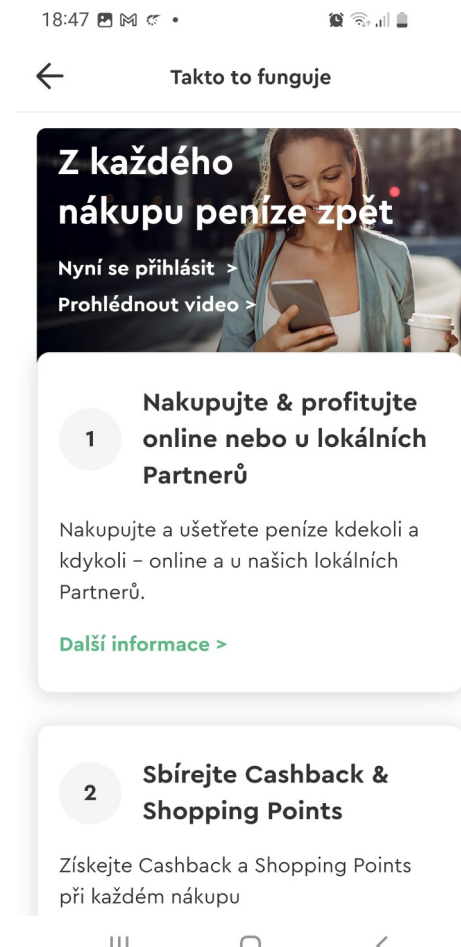 18:47
Takto to funguje
Z každého
nákupu peníze zpět
Nyní se přihlásit >
Prohlédnout video >
1
Nakupujte & profitujte
online nebo u lokálních
Partnerů
Nakupujte a ušetřete peníze kdekoli a
kdykoli – online a u našich lokálních
Partnerů.
Další informace >
2
Sbírejte Cashback &
Shopping Points
Získejte Cashback a Shopping Points
při každém nákupu